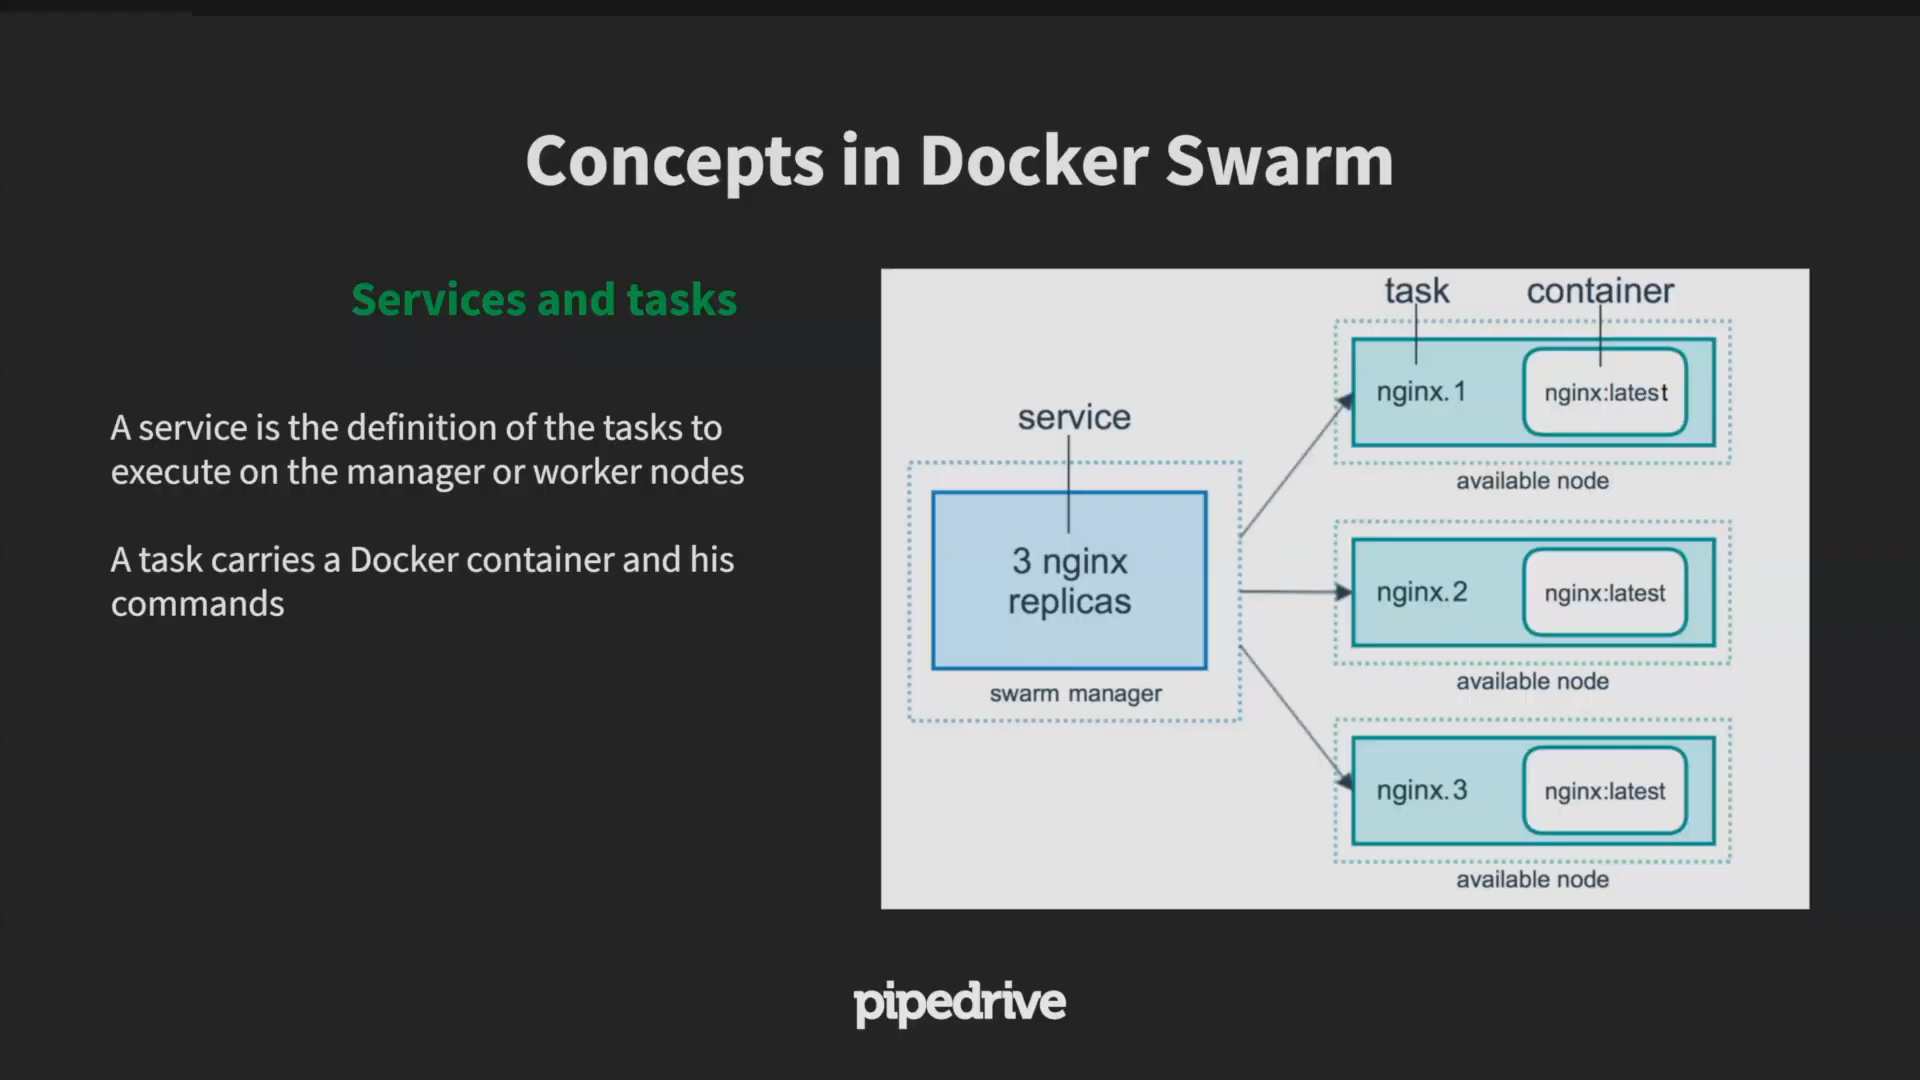 Concepts in Docker Swarm
Services and tasks
A service is the definition of the tasks to
execute on the manager or worker nodes
A task carries a Docker container and his
commands
service
3 nginx
replicas
swarm manager
task
container
nginx.1
nginx:latest
available node
nginx.2
nginx:latest
available node
nginx.3
nginx:latest
available node
pipedrive